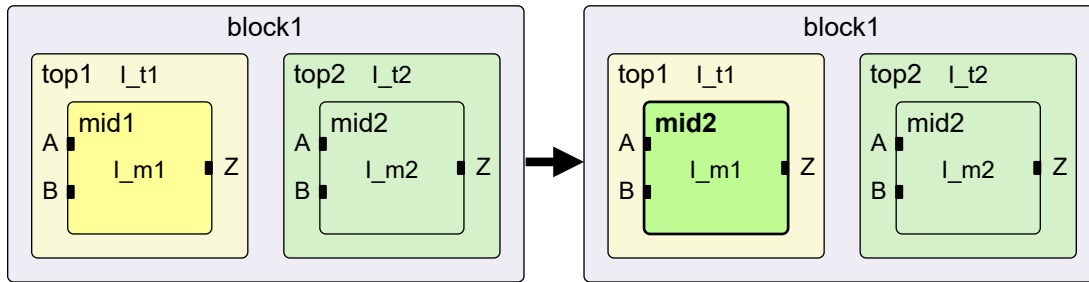 block1
top1 I_t1
mid1
A
I_m1
Z
B
top2 I_t2
mid2
A
I_m2
Z
B
block1
top1 I_t1
mid2
A
I_m1
Z
B
top2 I_t2
mid2
A
I_m2
Z
B